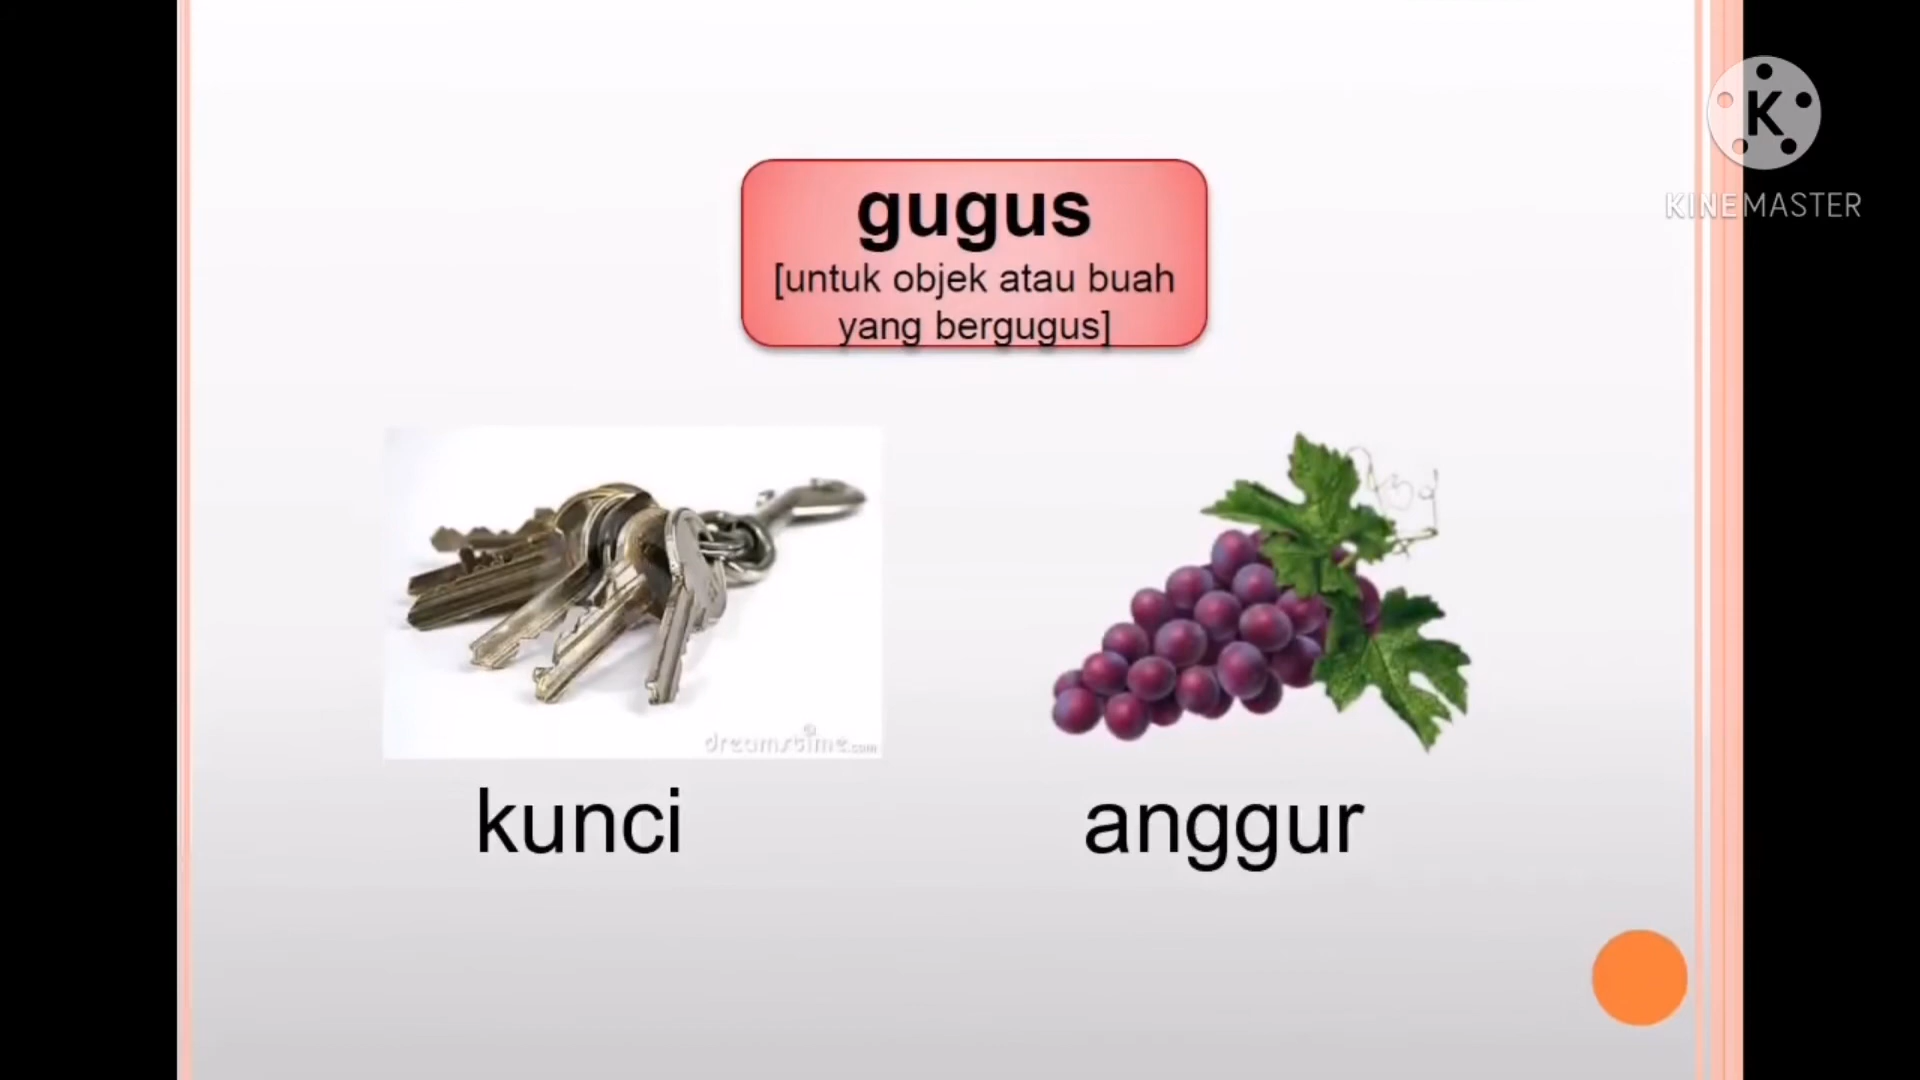 K
KINEMASTER
gugus
[untuk objek atau buah
yang bergugus]
dreamstime.com
kunci
anggur